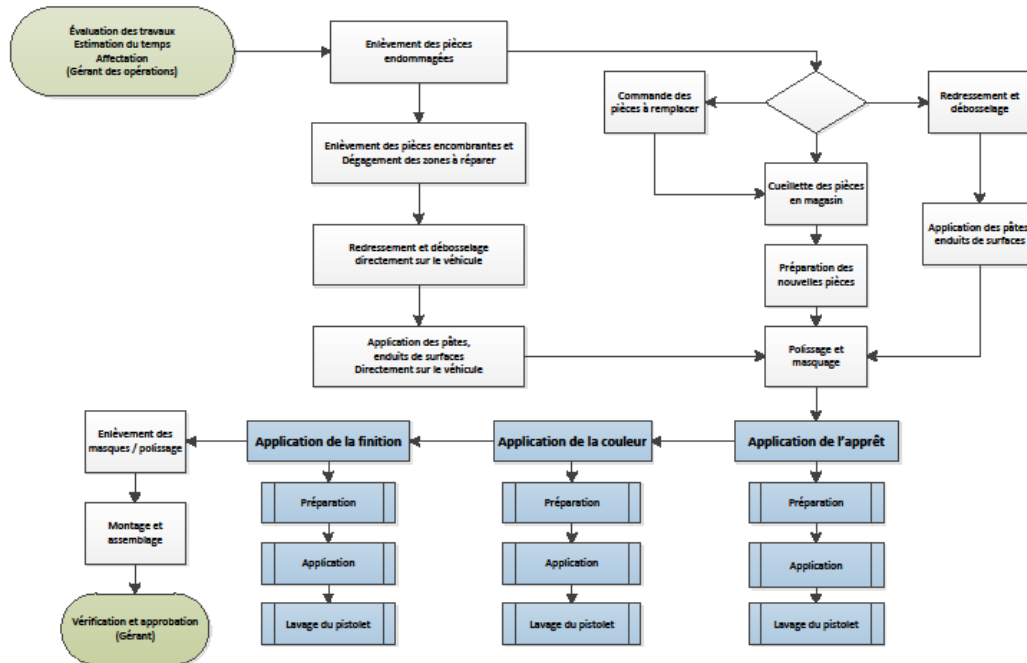 Évaluation des travaux
Estimation du temps
Affectation
(Gérant des opérations)
Enlèvement des pièces
endommagées
Commande des
pièces à remplacer
Redressement et
débosselage
Enlèvement des pièces encombrantes et
Dégagement des zones à réparer
Cueillette des pièces
en magasin
Application des pâtes,
enduits de surfaces
Redressement et débosselage
directement sur le véhicule
Préparation des
nouvelles pièces
Application des pâtes,
enduits de surfaces
Directement sur le véhicule
Polissage et
masquage
Enlèvement des
masques / polissage
Application de la finition
Application de la couleur
Application de l'apprêt
Préparation
Préparation
Préparation
Montage et
assemblage
Application
Application
Application
Vérification et approbation
(Gérant)
Lavage du pistolet
Lavage du pistolet
Lavage du pistolet